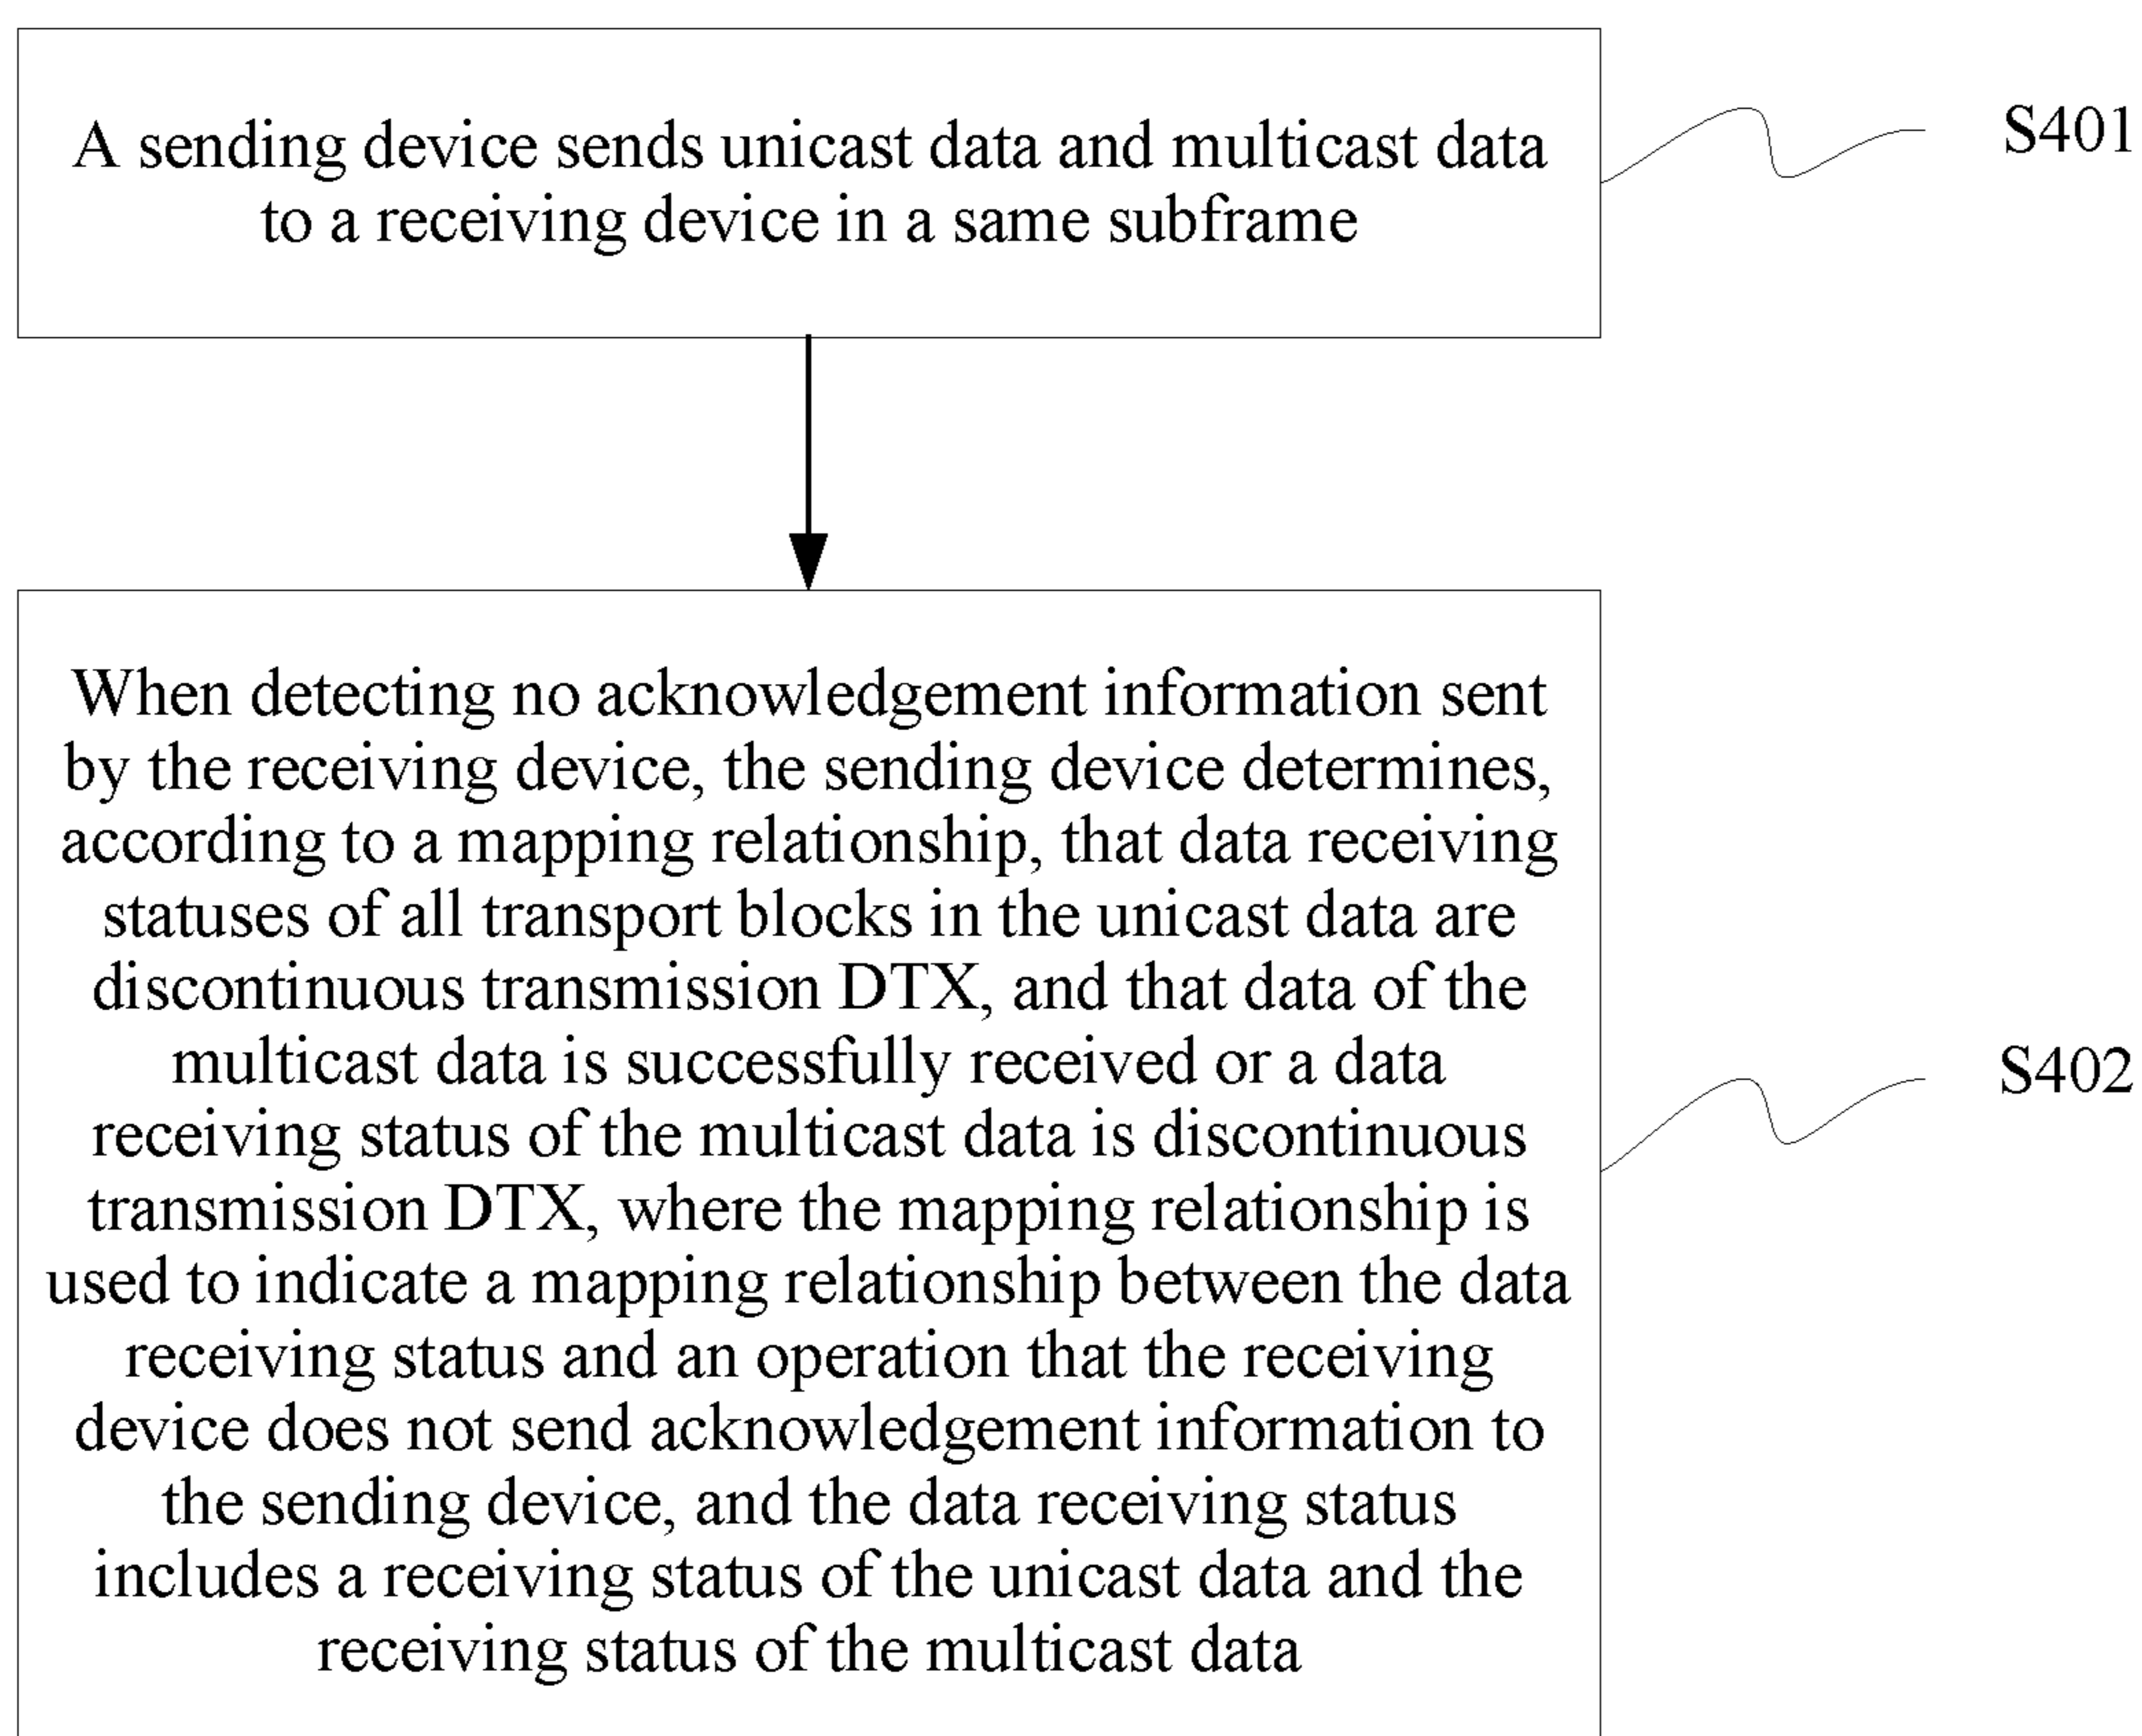 A sending device sends unicast data and multicast data
to a receiving device in a same subframe
S401
When detecting no acknowledgement information sent
by the receiving device, the sending device determines,
according to a mapping relationship, that data receiving
statuses of all transport blocks in the unicast data are
discontinuous transmission DTX, and that data of the
multicast data is successfully received or a data
receiving status of the multicast data is discontinuous
transmission DTX, where the mapping relationship is
used to indicate a mapping relationship between the data
receiving status and an operation that the receiving
device does not send acknowledgement information to
the sending device, and the data receiving status
includes a receiving status of the unicast data and the
receiving status of the multicast data
S402